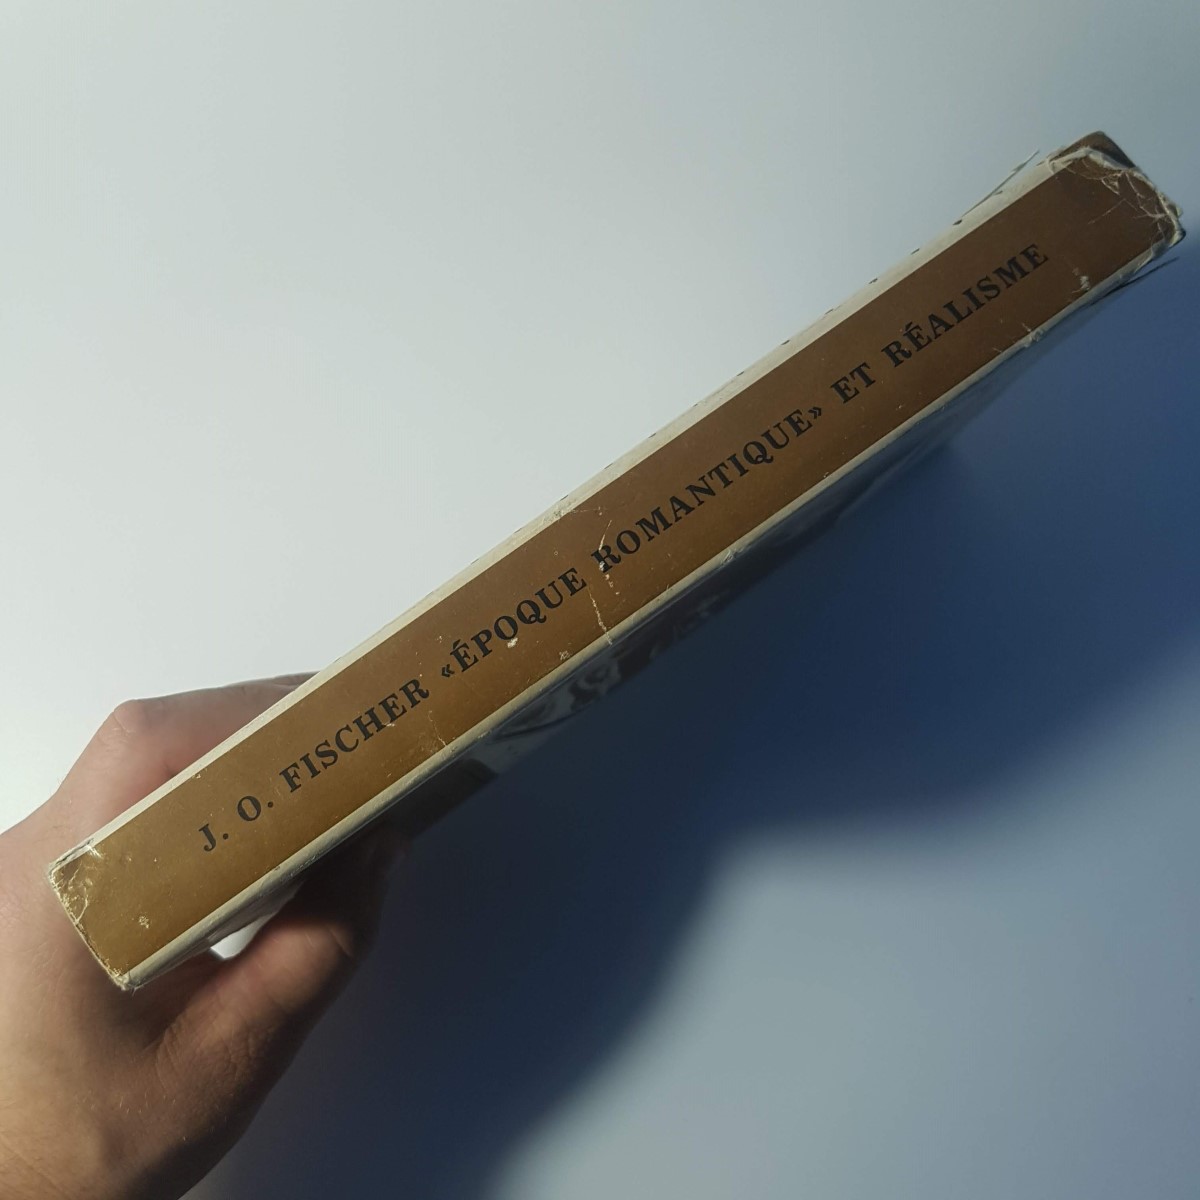 J. O. FISCHER «ÉPOQUE ROMANTIQUE» ET RÉALISME